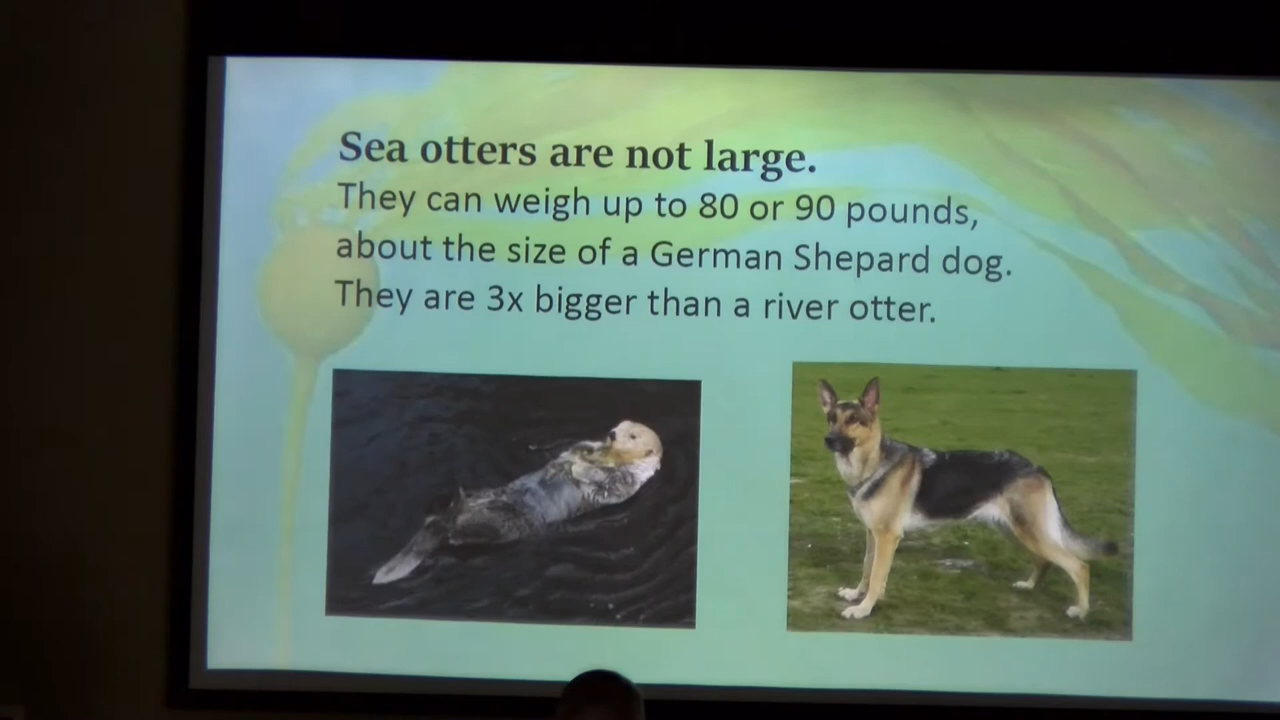 Sea otters are not large.
They can weigh up to 80 or 90 pounds,
about the size of a German Shepard dog.
They are 3x bigger than a river otter.